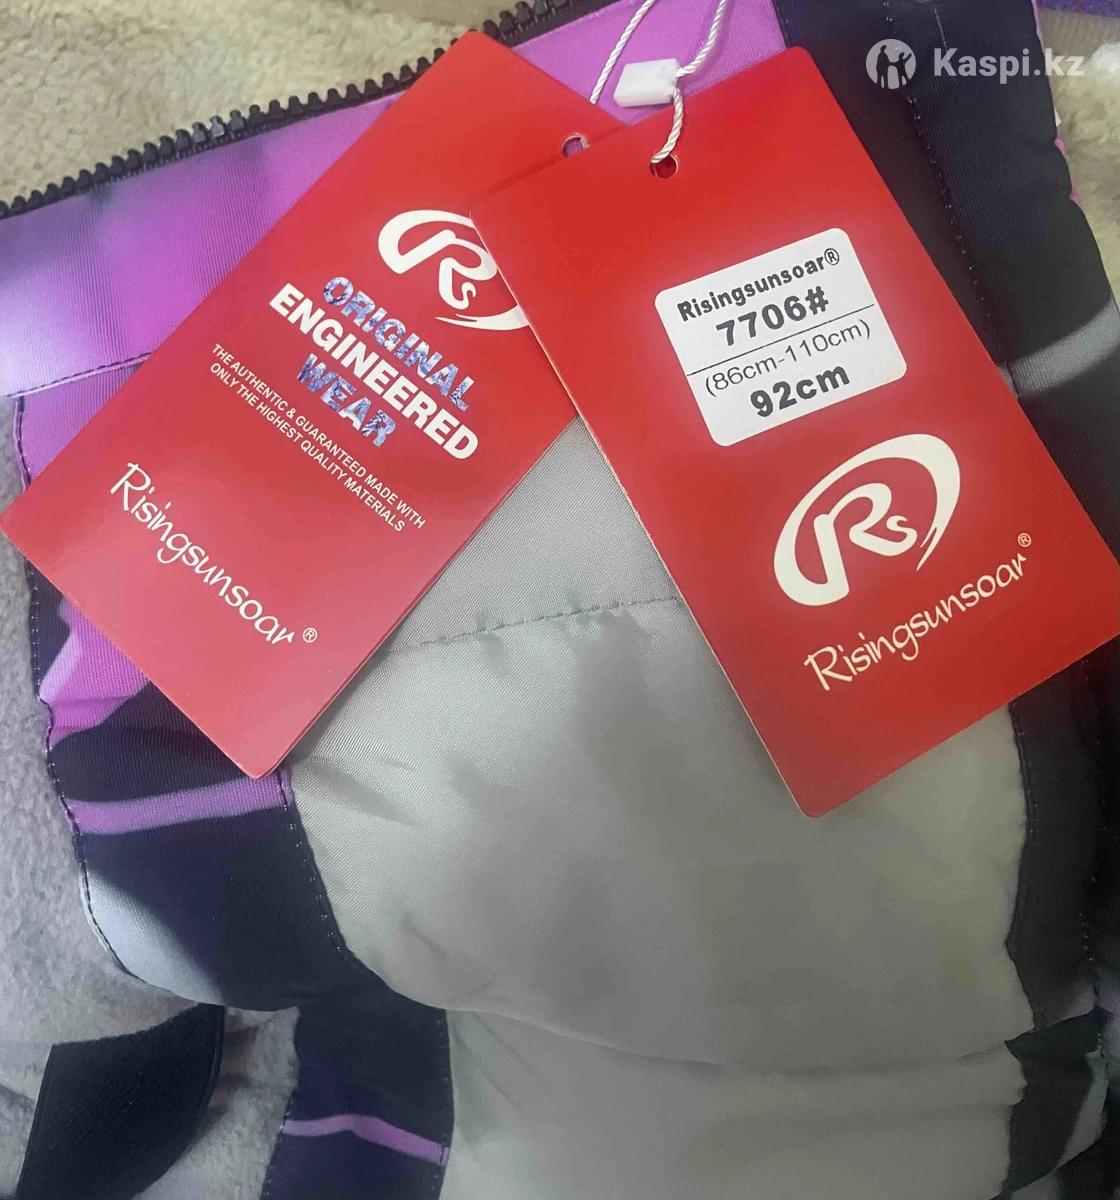 Kaspi.kz
Rs
ORIGINAL
ENGINEERED
WEAR
THE AUTHENTIC & GUARANTEED MADE WITH
ONLY THE HIGHEST QUALITY MATERIALS
Risingsunsoar®
Risingsunsoar®
7706#
(86cm-110cm)
92cm
Rs
Risingsunsoar®